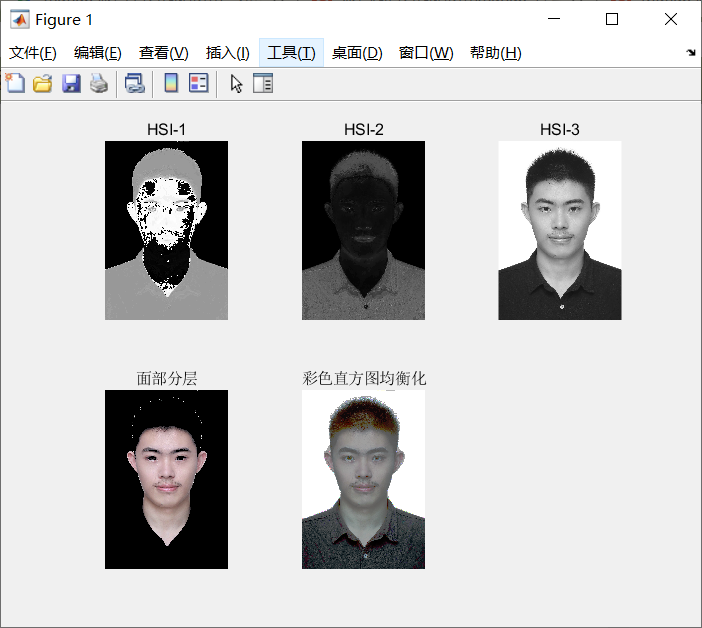 Figure 1
文件(F) 编辑(E) 查看(V) 插入(I) 工具(T) 桌面(D) 窗口(W) 帮助(H)
HSI-1 HSI-2 HSI-3
面部分层 彩色直方图均衡化